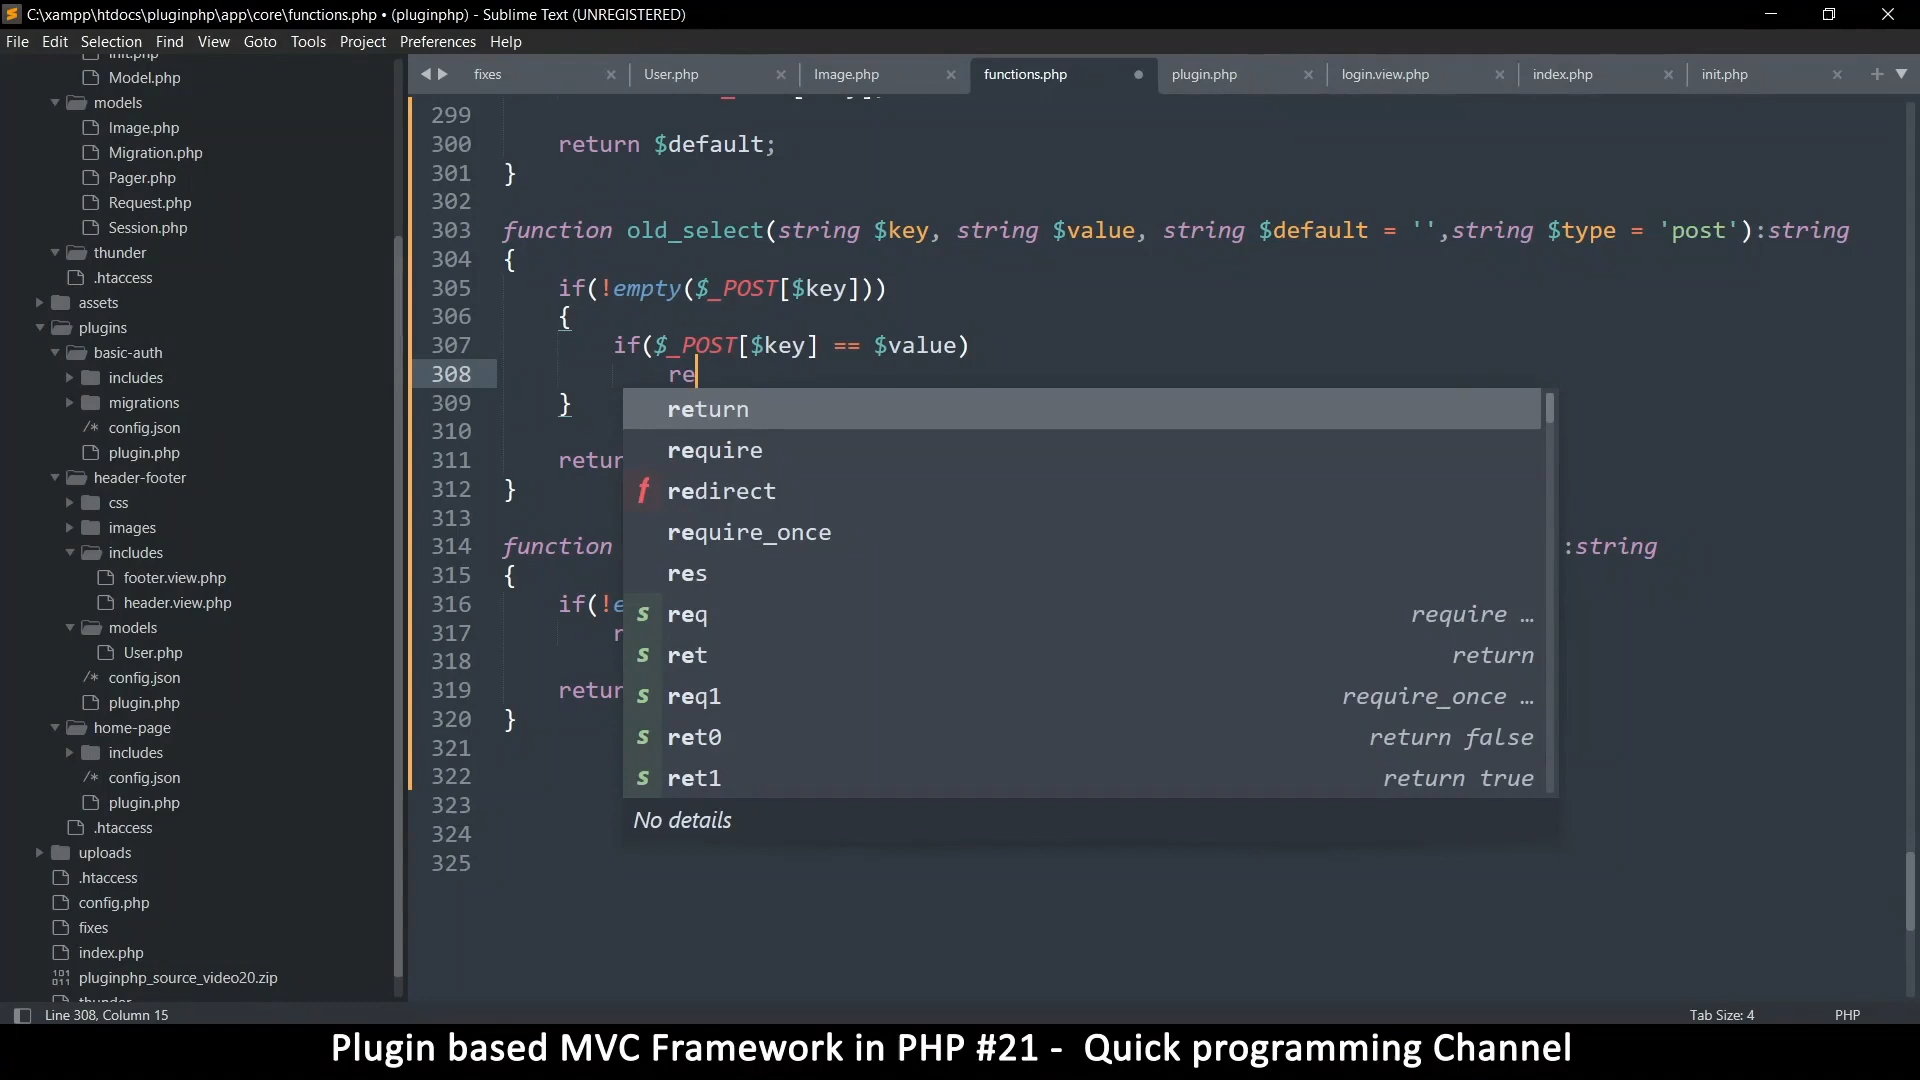 C:\xampp\htdocs\pluginphp\app\core\functions.php • (pluginphp) - Sublime Text (UNREGISTERED)
File Edit Selection Find View Goto Tools Project Preferences Help
Model.php
models
Image.php
Migration.php
Pager.php
Request.php
Session.php
thunder
.htaccess
assets
plugins
basic-auth
includes
migrations
/* config.json
plugin.php
header-footer
css
images
includes
footer.view.php
header.view.php
models
User.php
/* config.json
plugin.php
home-page
includes
/* config.json
plugin.php
.htaccess
uploads
.htaccess
config.php
fixes
index.php
pluginphp_source_video20.zip
fixes User.php Image.php functions.php plugin.php login.view.php index.php init.php
299
300 return $default;
301 }
302
303 function old_select(string $key, string $value, string $default = '',string $type = 'post'):string
304 {
305 if(!empty($_POST[$key]))
306 {
307 if($_POST[$key] == $value)
308 re
309 }
310
311 retur
312 }
313
314 function :string
315 {
316 if(!e
317 r
318
319 retur
320 }
321
322
323
324
325
return
require
f redirect
require_once
res
s req require …
s ret return
s req1 require_once …
s ret0 return false
s ret1 return true
No details
Line 308, Column 15 Tab Size: 4 PHP
Plugin based MVC Framework in PHP #21 - Quick programming Channel